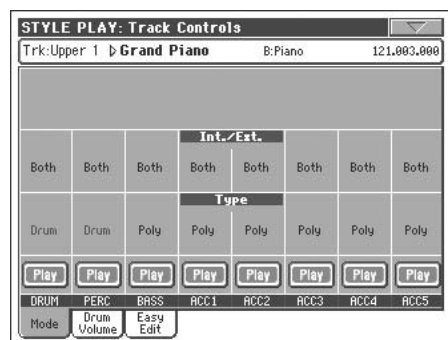 STYLE PLAY: Track Controls
Trk:Upper 1 Grand Piano B:Piano 121.003.000
Int./Ext.
Both Both Both Both Both Both Both Both
Type
Drum Drum Poly Poly Poly Poly Poly Poly
Play Play Play Play Play Play Play Play
DRUM PERC BASS ACC1 ACC2 ACC3 ACC4 ACC5
Mode Drum Volume Easy Edit